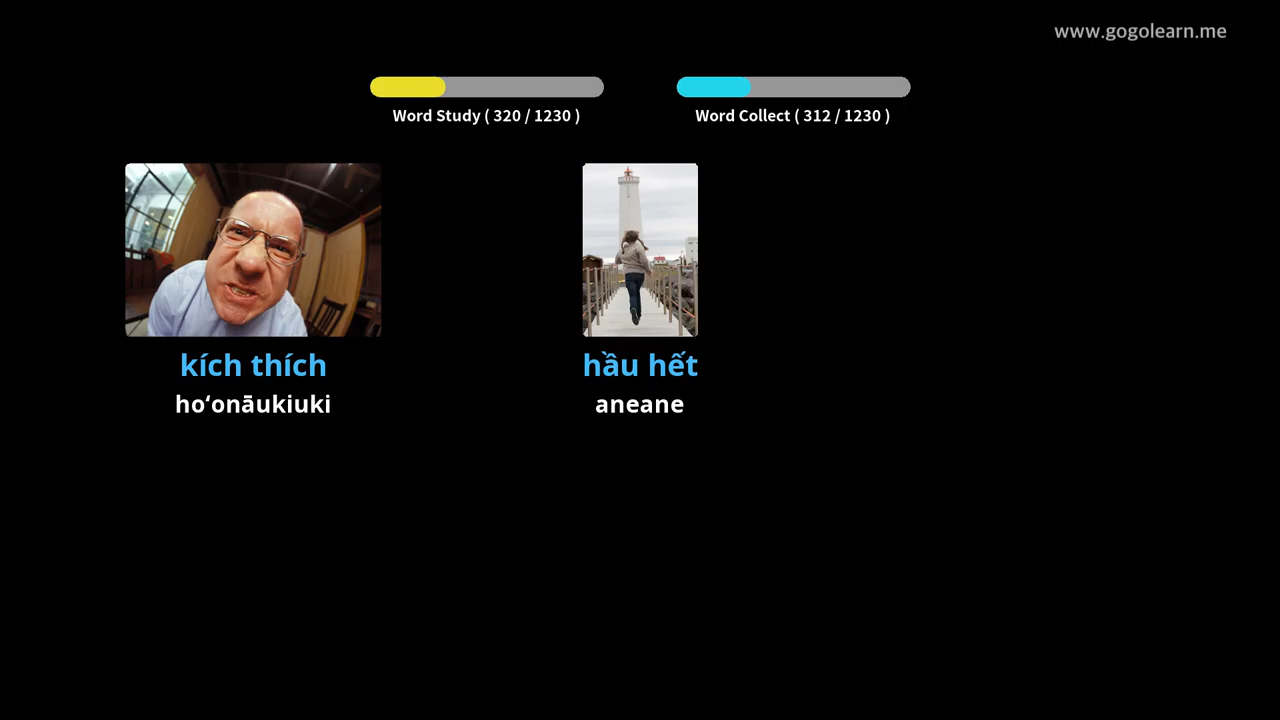 www.gogolearn.me
Word Study ( 320 / 1230 )
Word Collect ( 312 / 1230 )
kích thích
hoʻonāukiuki
hầu hết
aneane